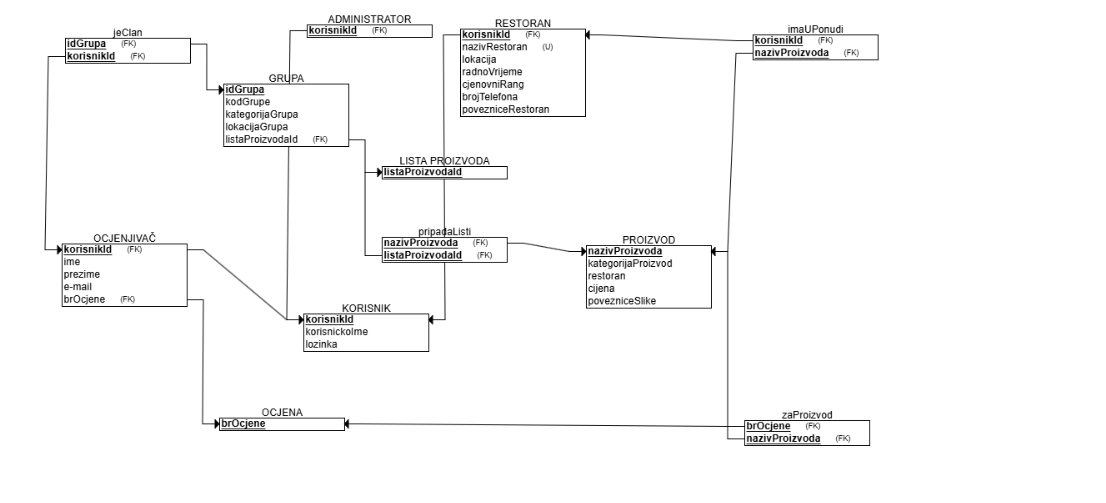 jeClan
idGrupa (FK)
korisnikId (FK)
ADMINISTRATOR
korisnikId (FK)
RESTORAN
korisnikId (FK)
nazivRestoran (U)
lokacija
radnoVrijeme
cjenovniRang
brojTelefona
povezniceRestoran
imaUPonudi
korisnikId (FK)
nazivProizvoda (FK)
GRUPA
idGrupa
kodGrupe
kategorijaGrupa
lokacijaGrupa
listaProizvodaId (FK)
LISTA PROIZVODA
listaProizvodaId
pripadaListi
nazivProizvoda (FK)
listaProizvodaId (FK)
PROIZVOD
nazivProizvoda
kategorijaProizvod
restoran
cijena
povezniceSlike
OCJENJIVAČ
korisnikId (FK)
ime
prezime
e-mail
brOcjene (FK)
KORISNIK
korisnikId
korisnickoIme
lozinka
OCJENA
brOcjene
zaProizvod
brOcjene (FK)
nazivProizvoda (FK)